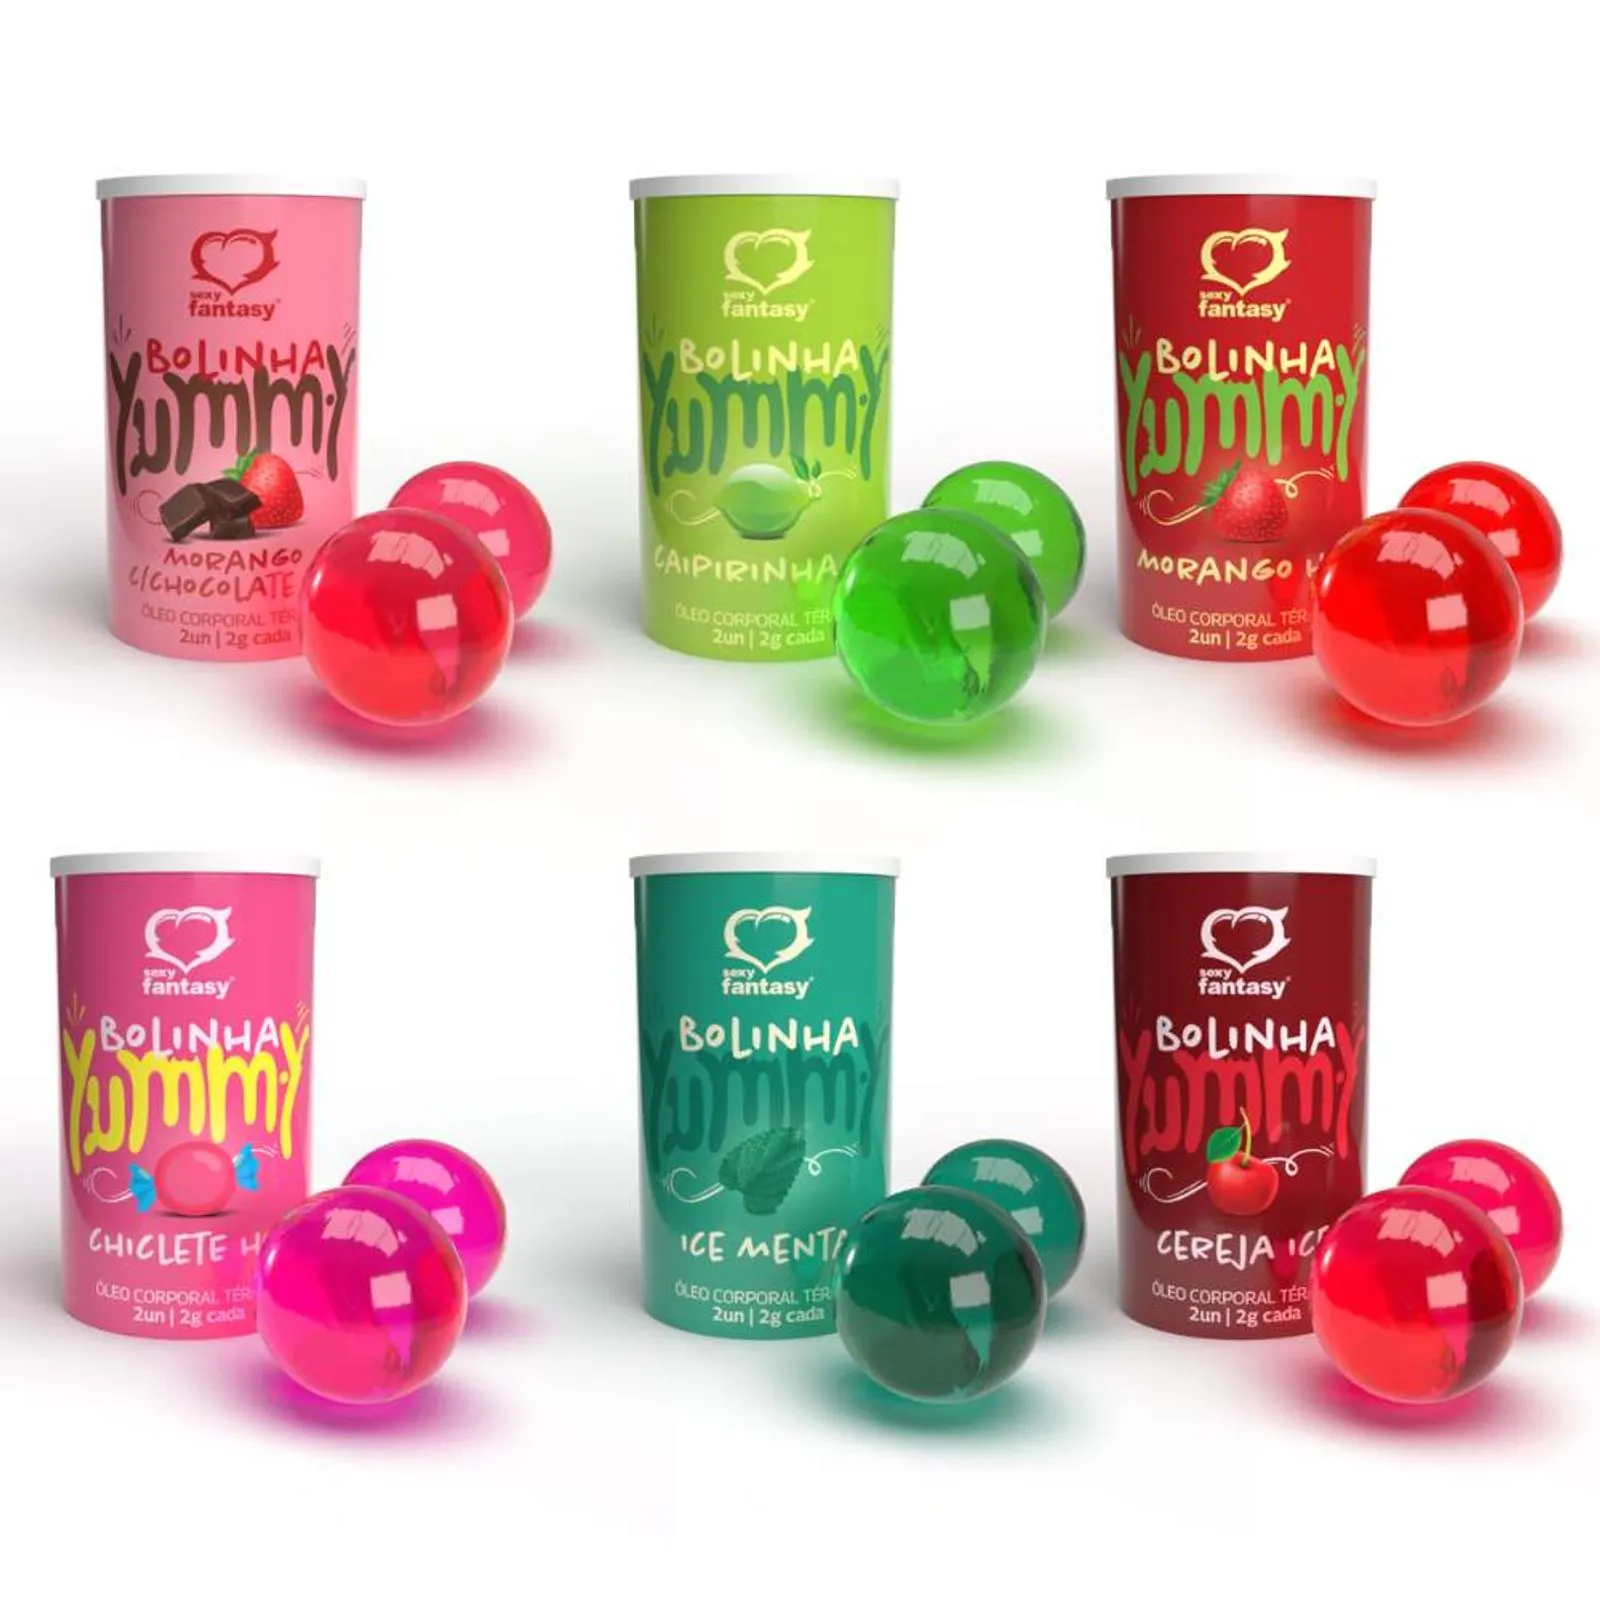 sexy
fantasy
BOLINHA
YUMMY
MORANGO
C/CHOCOLATE
ÓLEO CORPORAL TÉR
2un | 2g cada
sexy
fantasy
BOLINHA
YUMMY
CAIPIRINHA
ÓLEO CORPORAL TÉR
2un | 2g cada
sexy
fantasy
BOLINHA
YUMMY
MORANGO H
ÓLEO CORPORAL TÉR
2un | 2g cada
sexy
fantasy
BOLINHA
YUMMY
CHICLETE H
ÓLEO CORPORAL TÉR
2un | 2g cada
sexy
fantasy
BOLINHA
YUMMY
ICE MENTA
ÓLEO CORPORAL TÉR
2un | 2g cada
sexy
fantasy
BOLINHA
YUMMY
CEREJA ICE
ÓLEO CORPORAL TÉR
2un | 2g cada